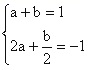 a + b = 1
2a + b/2 = −1